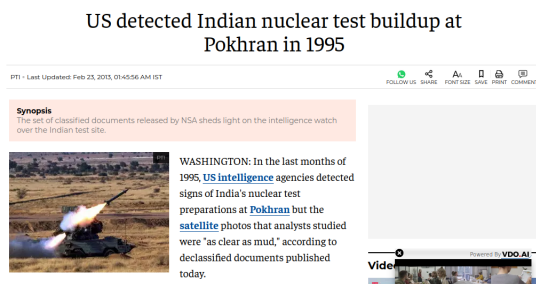 US detected Indian nuclear test buildup at
Pokhran in 1995
PTI • Last Updated: Feb 23, 2013, 01:45:56 AM IST
FOLLOW US SHARE FONT SIZE SAVE PRINT COMMENT
Synopsis
The set of classified documents released by NSA sheds light on the intelligence watch
over the Indian test site.
PTI
WASHINGTON: In the last months of
1995, US intelligence agencies detected
signs of India's nuclear test
preparations at Pokhran but the
satellite photos that analysts studied
were "as clear as mud," according to
declassified documents published
today.
Powered By VDO.AI